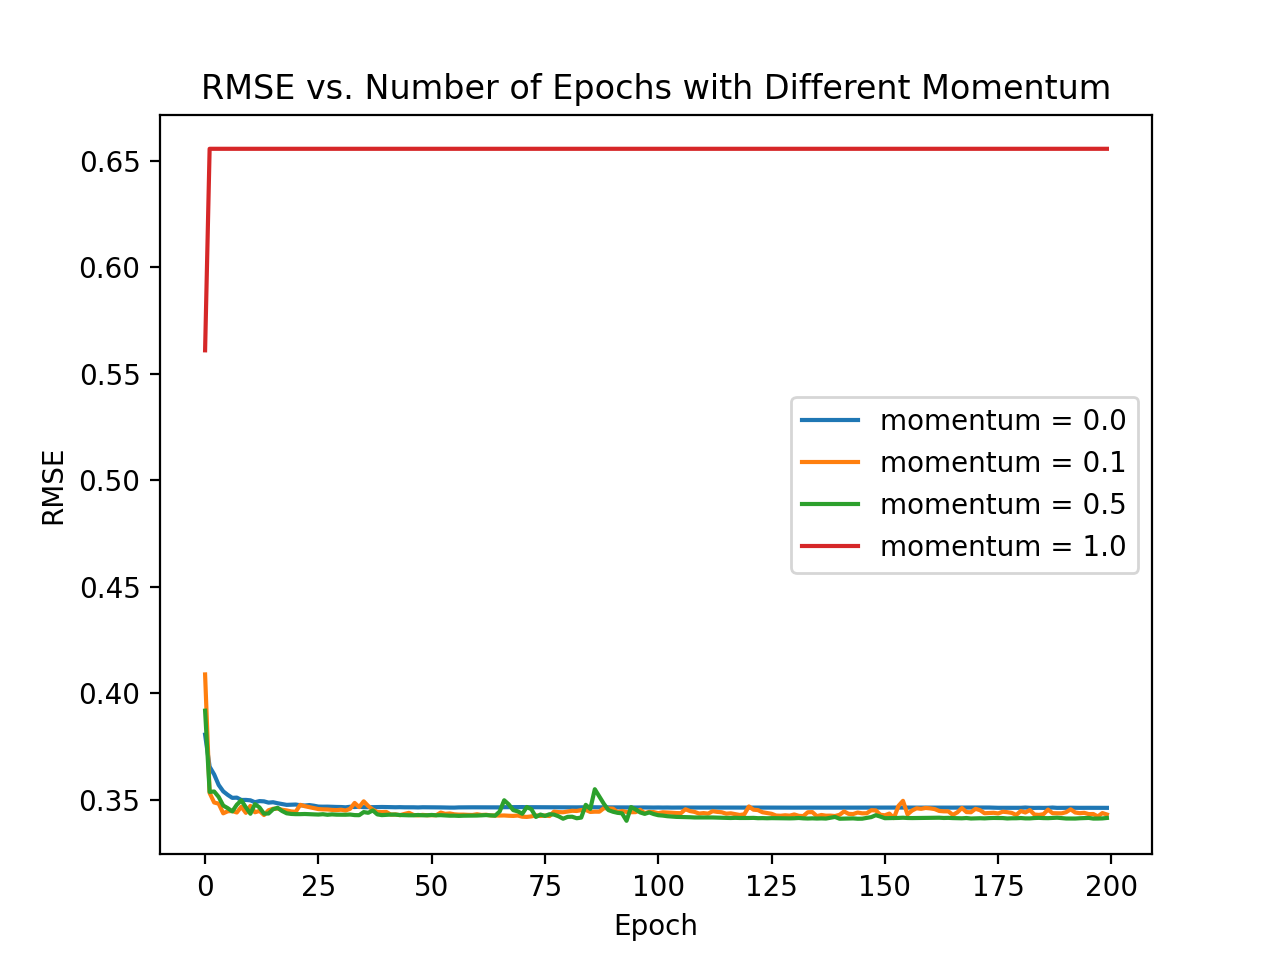 RMSE vs. Number of Epochs with Different Momentum
0.65
0.60
0.55
0.50
0.45
0.40
0.35
RMSE
momentum = 0.0
momentum = 0.1
momentum = 0.5
momentum = 1.0
0 25 50 75 100 125 150 175 200
Epoch